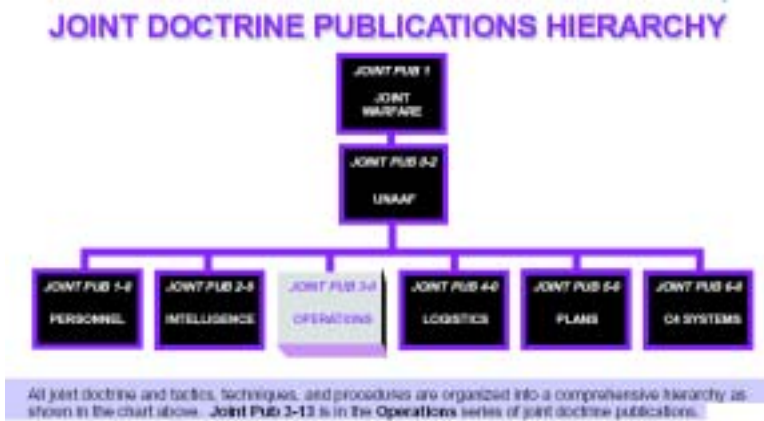 JOINT DOCTRINE PUBLICATIONS HIERARCHY
JOINT PUB 1
JOINT
WARFARE
JOINT PUB 0-2
UNAAF
JOINT PUB 1-0
PERSONNEL
JOINT PUB 2-0
INTELLIGENCE
JOINT PUB 3-0
OPERATIONS
JOINT PUB 4-0
LOGISTICS
JOINT PUB 5-0
PLANS
JOINT PUB 6-0
C4 SYSTEMS
All joint doctrine and tactics, techniques, and procedures are organized into a comprehensive hierarchy as
shown in the chart above. Joint Pub 3-13 is in the Operations series of joint doctrine publications.